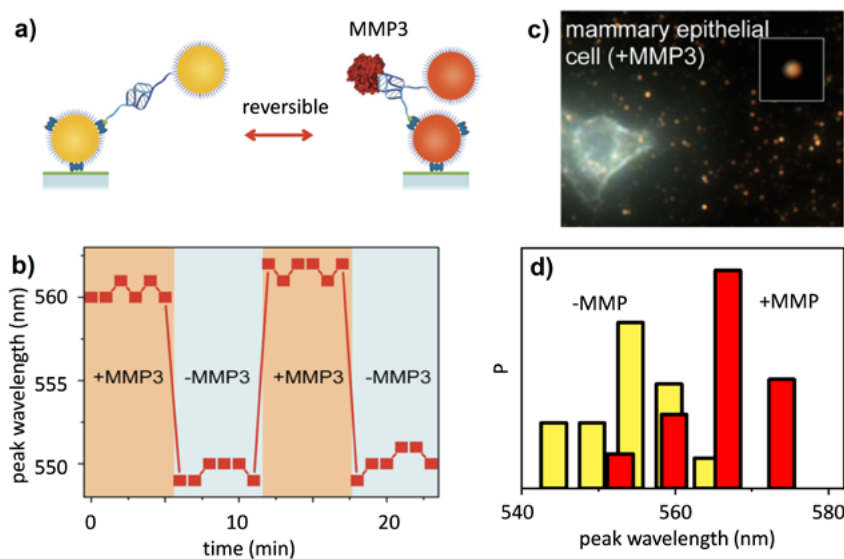 a)
MMP3
reversible
b)
peak wavelength (nm)
560
555
550
+MMP3
-MMP3
+MMP3
-MMP3
0
10
20
time (min)
c)
mammary epithelial
cell (+MMP3)
d)
-MMP
+MMP
P
540
560
580
peak wavelength (nm)